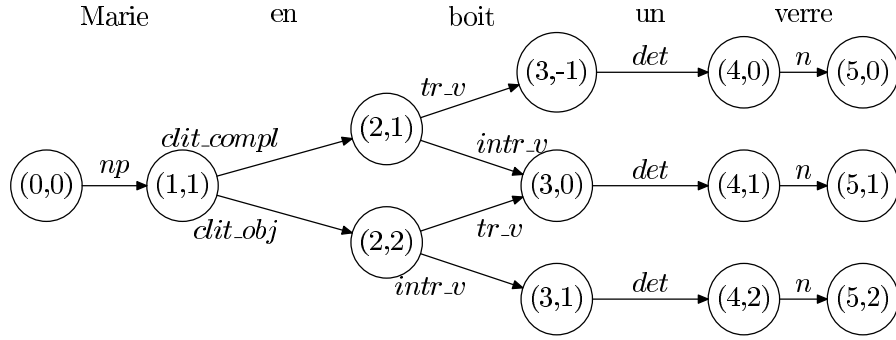 Marie en boit un verre
(3,-1) det (4,0) n (5,0)
tr_v
(2,1)
clit_compl intr_v
(0,0) np (1,1) (3,0) det (4,1) n (5,1)
clit_obj tr_v
(2,2)
intr_v
(3,1) det (4,2) n (5,2)